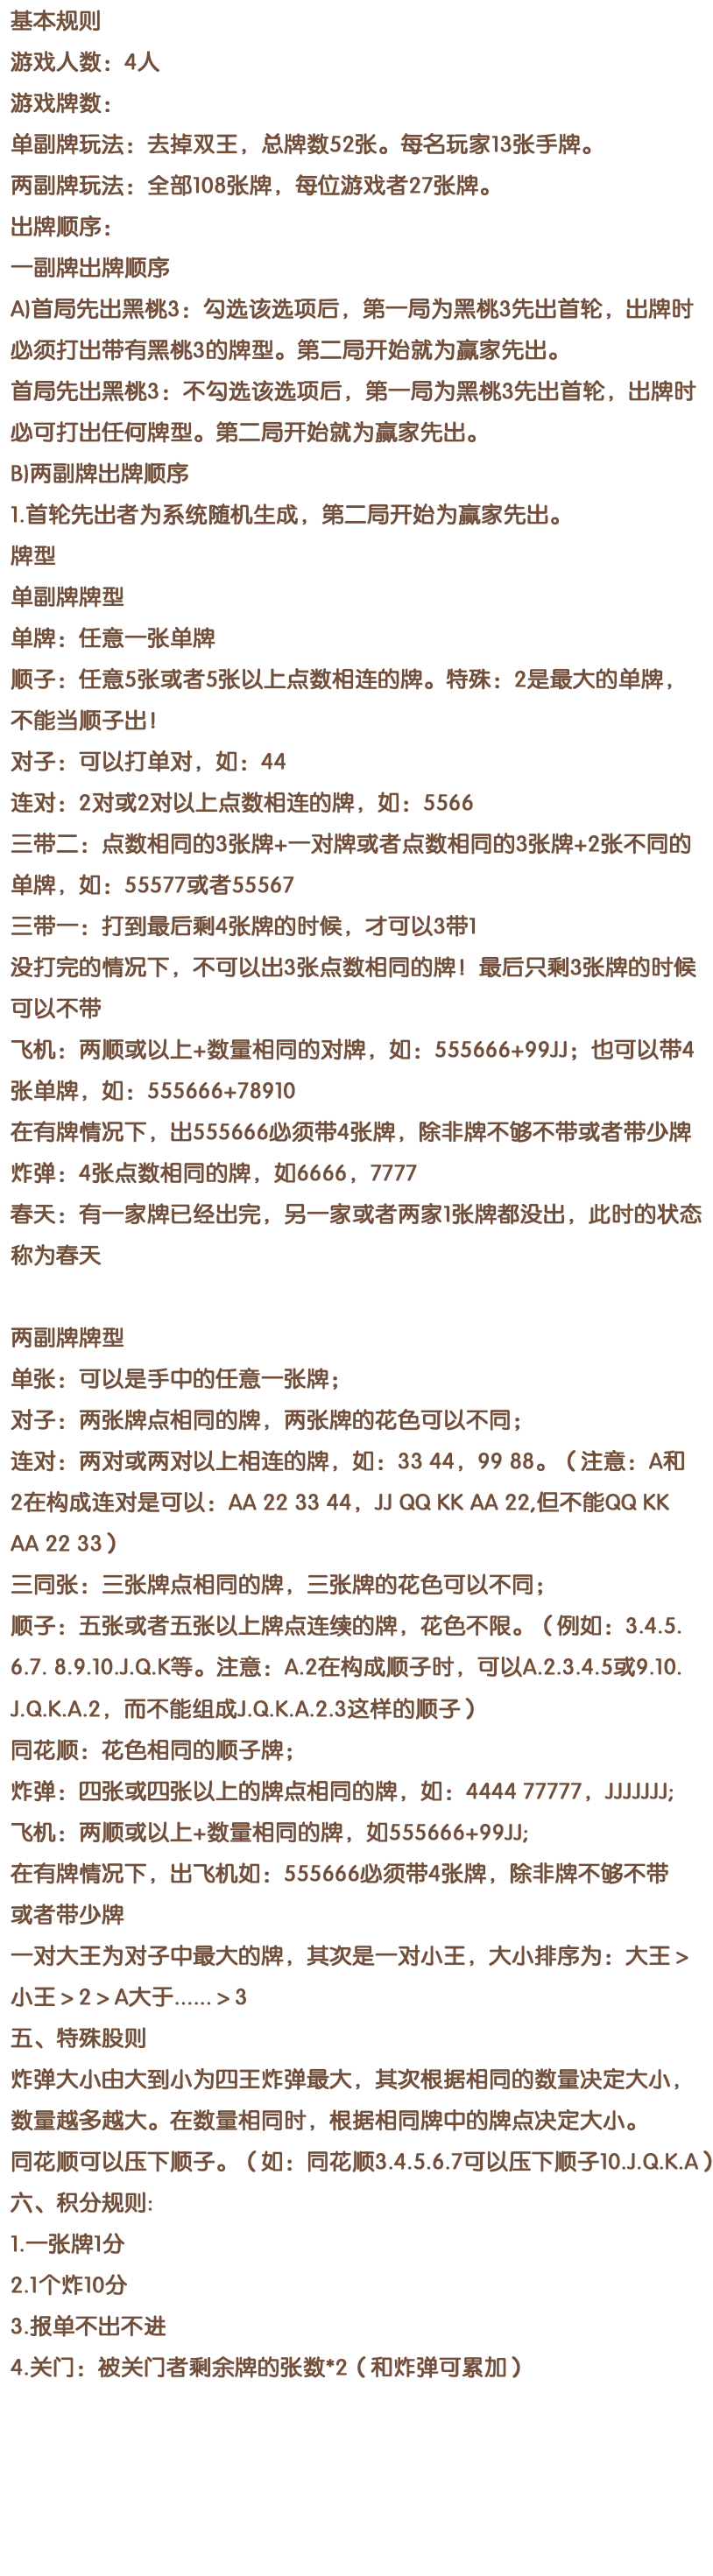 基本规则
游戏人数：4人
游戏牌数：
单副牌玩法：去掉双王，总牌数52张。每名玩家13张手牌。
两副牌玩法：全部108张牌，每位游戏者27张牌。
出牌顺序：
一副牌出牌顺序
A)首局先出黑桃3：勾选该选项后，第一局为黑桃3先出首轮，出牌时
必须打出带有黑桃3的牌型。第二局开始就为赢家先出。
首局先出黑桃3：不勾选该选项后，第一局为黑桃3先出首轮，出牌时
必可打出任何牌型。第二局开始就为赢家先出。
B)两副牌出牌顺序
1.首轮先出者为系统随机生成，第二局开始为赢家先出。
牌型
单副牌牌型
单牌：任意一张单牌
顺子：任意5张或者5张以上点数相连的牌。特殊：2是最大的单牌，
不能当顺子出！
对子：可以打单对，如：44
连对：2对或2对以上点数相连的牌，如：5566
三带二：点数相同的3张牌+一对牌或者点数相同的3张牌+2张不同的
单牌，如：55577或者55567
三带一：打到最后剩4张牌的时候，才可以3带1
没打完的情况下，不可以出3张点数相同的牌！最后只剩3张牌的时候
可以不带
飞机：两顺或以上+数量相同的对牌，如：555666+99JJ；也可以带4
张单牌，如：555666+78910
在有牌情况下，出555666必须带4张牌，除非牌不够不带或者带少牌
炸弹：4张点数相同的牌，如6666，7777
春天：有一家牌已经出完，另一家或者两家1张牌都没出，此时的状态
称为春天
两副牌牌型
单张：可以是手中的任意一张牌；
对子：两张牌点相同的牌，两张牌的花色可以不同；
连对：两对或两对以上相连的牌，如：33 44，99 88。（注意：A和
2在构成连对是可以：AA 22 33 44，JJ QQ KK AA 22,但不能QQ KK
AA 22 33）
三同张：三张牌点相同的牌，三张牌的花色可以不同；
顺子：五张或者五张以上牌点连续的牌，花色不限。（例如：3.4.5.
6.7. 8.9.10.J.Q.K等。注意：A.2在构成顺子时，可以A.2.3.4.5或9.10.
J.Q.K.A.2，而不能组成J.Q.K.A.2.3这样的顺子）
同花顺：花色相同的顺子牌；
炸弹：四张或四张以上的牌点相同的牌，如：4444 77777，JJJJJJJ;
飞机：两顺或以上+数量相同的牌，如555666+99JJ;
在有牌情况下，出飞机如：555666必须带4张牌，除非牌不够不带
或者带少牌
一对大王为对子中最大的牌，其次是一对小王，大小排序为：大王＞
小王＞2＞A大于……＞3
五、特殊股则
炸弹大小由大到小为四王炸弹最大，其次根据相同的数量决定大小，
数量越多越大。在数量相同时，根据相同牌中的牌点决定大小。
同花顺可以压下顺子。（如：同花顺3.4.5.6.7可以压下顺子10.J.Q.K.A）
六、积分规则:
1.一张牌1分
2.1个炸10分
3.报单不出不进
4.关门：被关门者剩余牌的张数*2（和炸弹可累加）